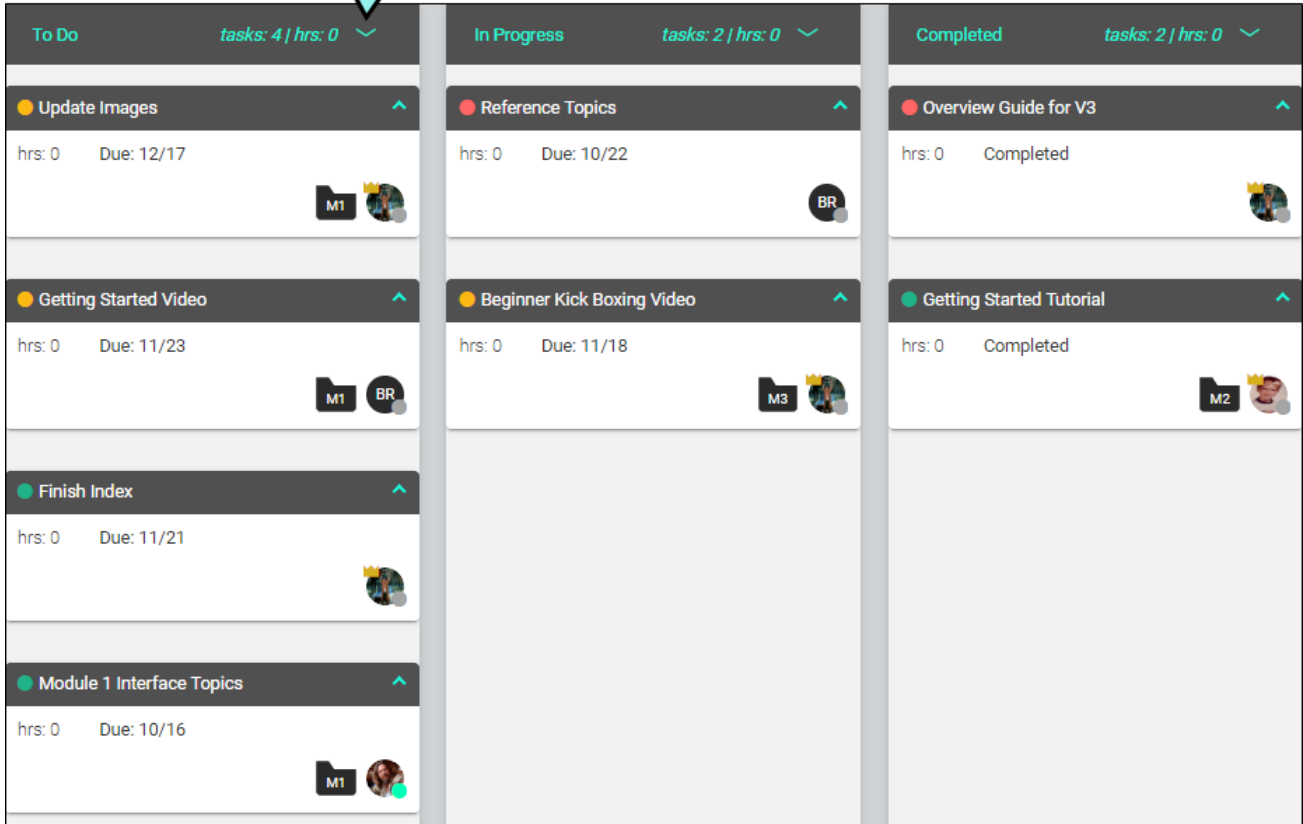 To Do tasks: 4 | hrs: 0
Update Images
hrs: 0 Due: 12/17
M1
Getting Started Video
hrs: 0 Due: 11/23
M1 BR
Finish Index
hrs: 0 Due: 11/21
Module 1 Interface Topics
hrs: 0 Due: 10/16
M1
In Progress tasks: 2 | hrs: 0
Reference Topics
hrs: 0 Due: 10/22
BR
Beginner Kick Boxing Video
hrs: 0 Due: 11/18
M3
Completed tasks: 2 | hrs: 0
Overview Guide for V3
hrs: 0 Completed
Getting Started Tutorial
hrs: 0 Completed
M2